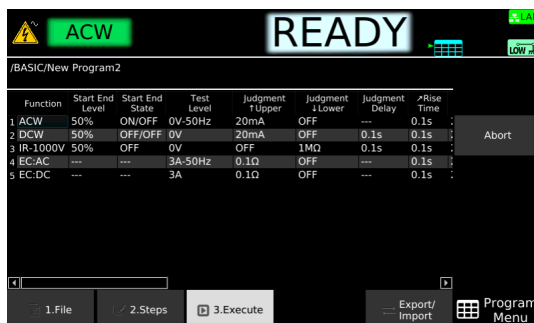 ACW
READY
LAN
LOW
/BASIC/New Program2
Function Start End Level Start End State Test Level Judgment ↑Upper Judgment ↓Lower Judgment Delay ↗Rise Time
1 ACW 50% ON/OFF 0V-50Hz 20mA OFF --- 0.1s
2 DCW 50% OFF/OFF 0V 20mA OFF 0.1s 0.1s
3 IR-1000V 50% OFF 0V OFF 1MΩ 0.1s 0.1s
4 EC:AC --- --- 3A-50Hz 0.1Ω OFF --- 0.1s
5 EC:DC --- --- 3A 0.1Ω OFF --- 0.1s
Abort
1.File
2.Steps
3.Execute
Export/
Import
Program
Menu